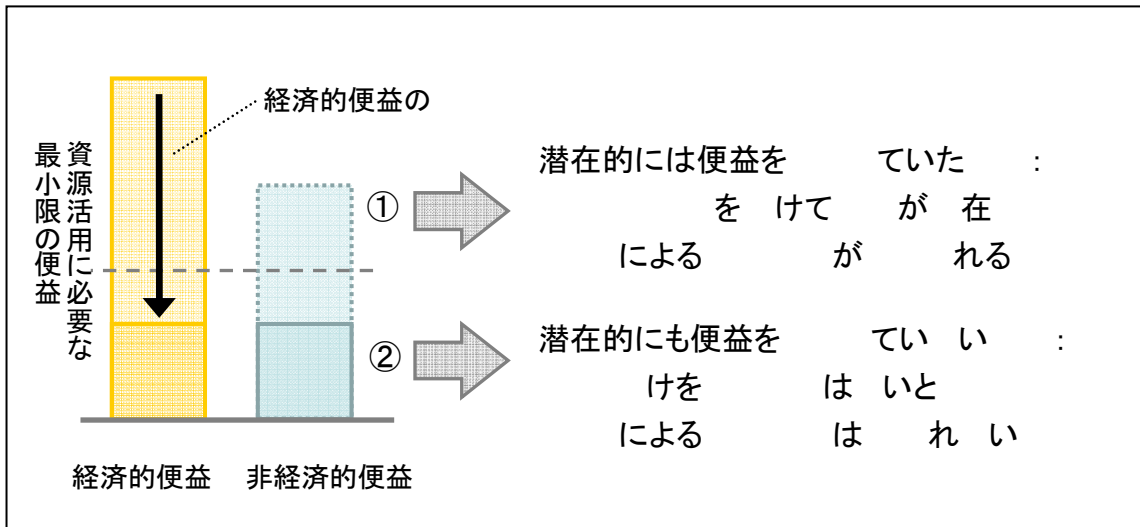 経済的便益の
資源活用に必要な
最小限の便益
①
潜在的には便益を ていた :
を けて が 在
による が れる
②
潜在的にも便益を てい い :
けを は いと
による は れ い
経済的便益 非経済的便益